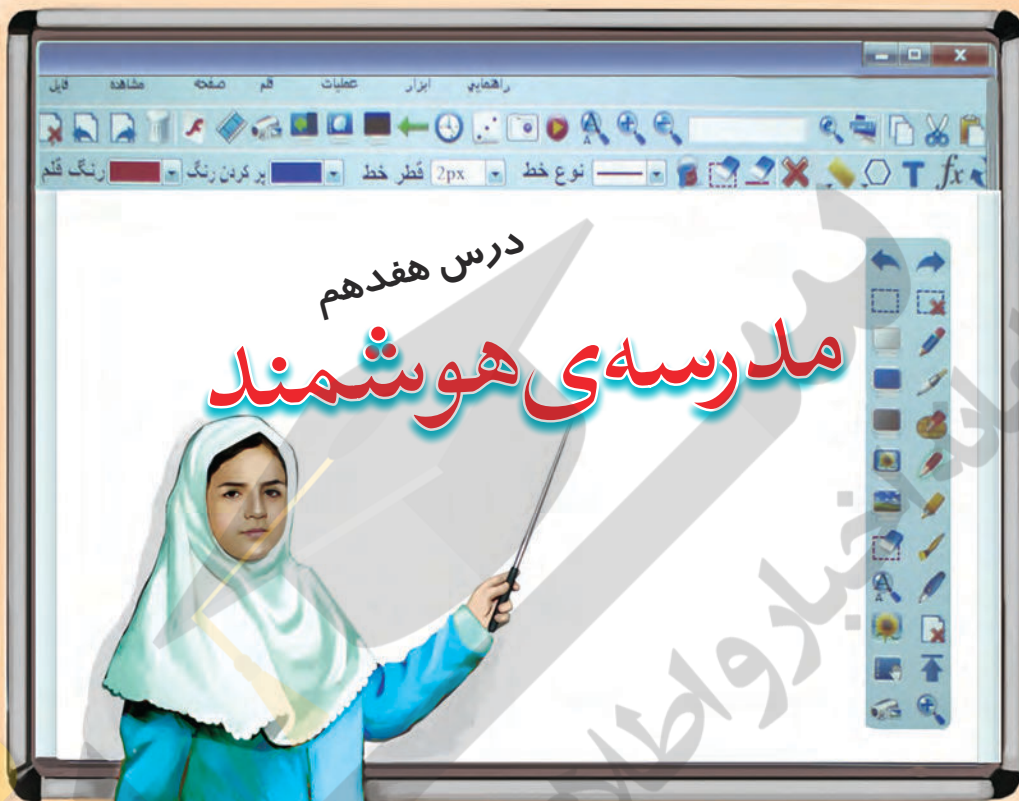 فایل مشاهده صفحه قلم عملیات ابزار راهنمایی
رنگ قلم پر کردن رنگ قطر خط 2px نوع خط T fx
درس هفدهم
مدرسه‌ی هوشمند